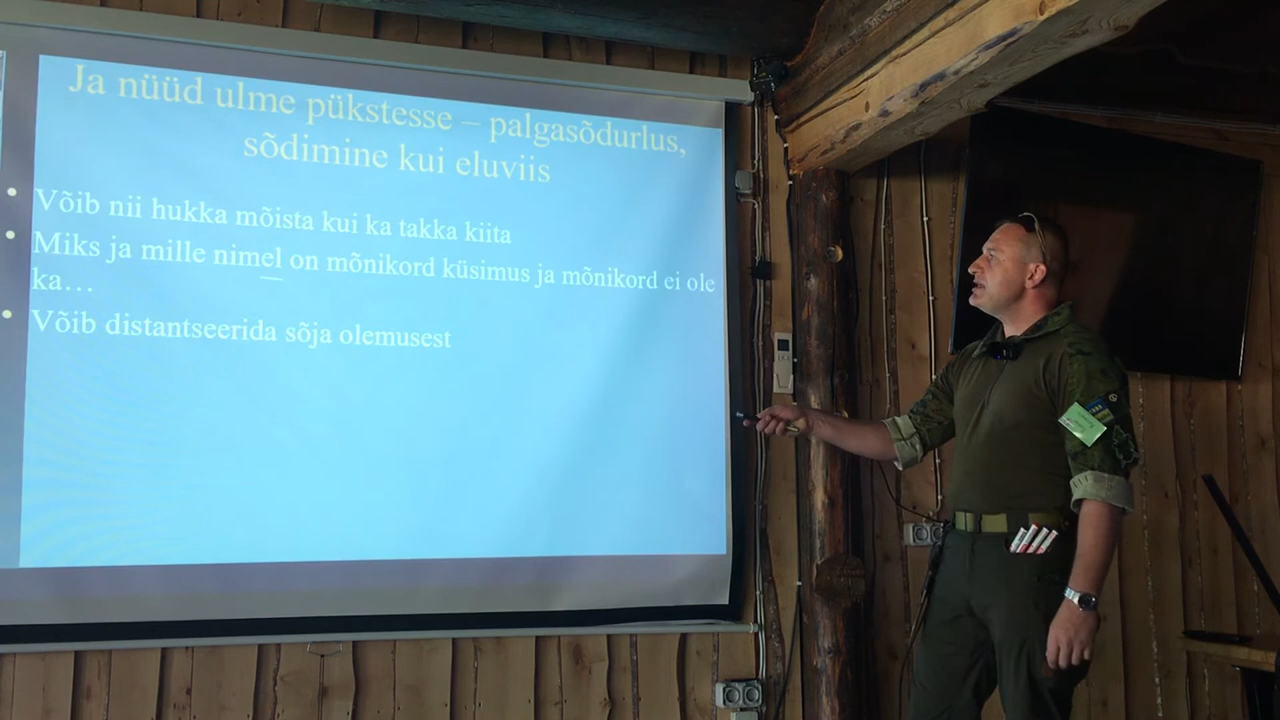 Ja nüüd ulme pükstesse – palgasõdurlus,
sõdimine kui eluviis
• Võib nii hukka mõista kui ka takka kiita
• Miks ja mille nimel on mõnikord küsimus ja mõnikord ei ole
ka…
• Võib distantseerida sõja olemusest